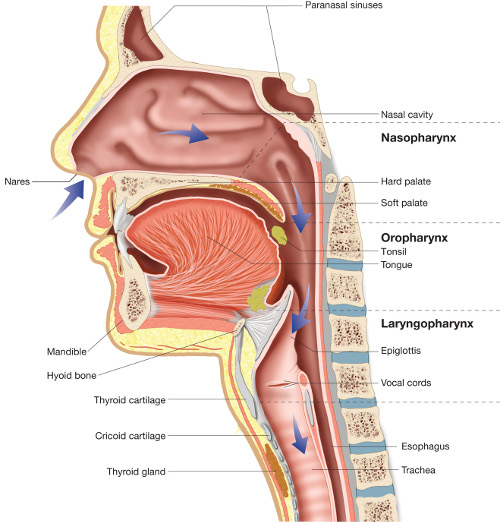 Paranasal sinuses
Nasal cavity
Nasopharynx
Nares
Hard palate
Soft palate
Oropharynx
Tonsil
Tongue
Laryngopharynx
Mandible
Epiglottis
Hyoid bone
Vocal cords
Thyroid cartilage
Cricoid cartilage
Esophagus
Thyroid gland
Trachea